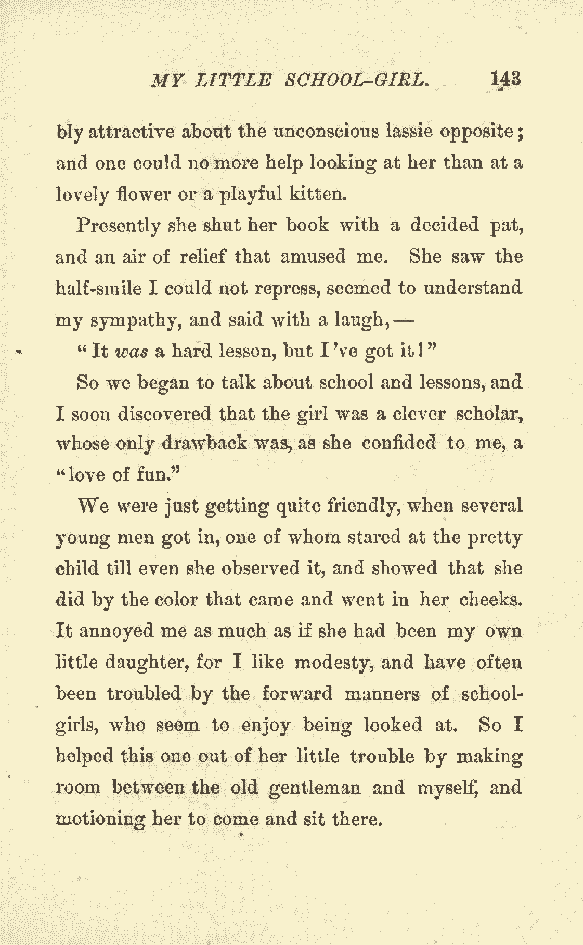 MY LITTLE SCHOOL-GIRL. 143
bly attractive about the unconscious lassie opposite;
and one could no more help looking at her than at a
lovely flower or a playful kitten.
Presently she shut her book with a decided pat,
and an air of relief that amused me. She saw the
half-smile I could not repress, seemed to understand
my sympathy, and said with a laugh,—
“It was a hard lesson, but I’ve got it!”
So we began to talk about school and lessons, and
I soon discovered that the girl was a clever scholar,
whose only drawback was, as she confided to me, a
“love of fun.”
We were just getting quite friendly, when several
young men got in, one of whom stared at the pretty
child till even she observed it, and showed that she
did by the color that came and went in her cheeks.
It annoyed me as much as if she had been my own
little daughter, for I like modesty, and have often
been troubled by the forward manners of school-
girls, who seem to enjoy being looked at. So I
helped this one out of her little trouble by making
room between the old gentleman and myself, and
motioning her to come and sit there.